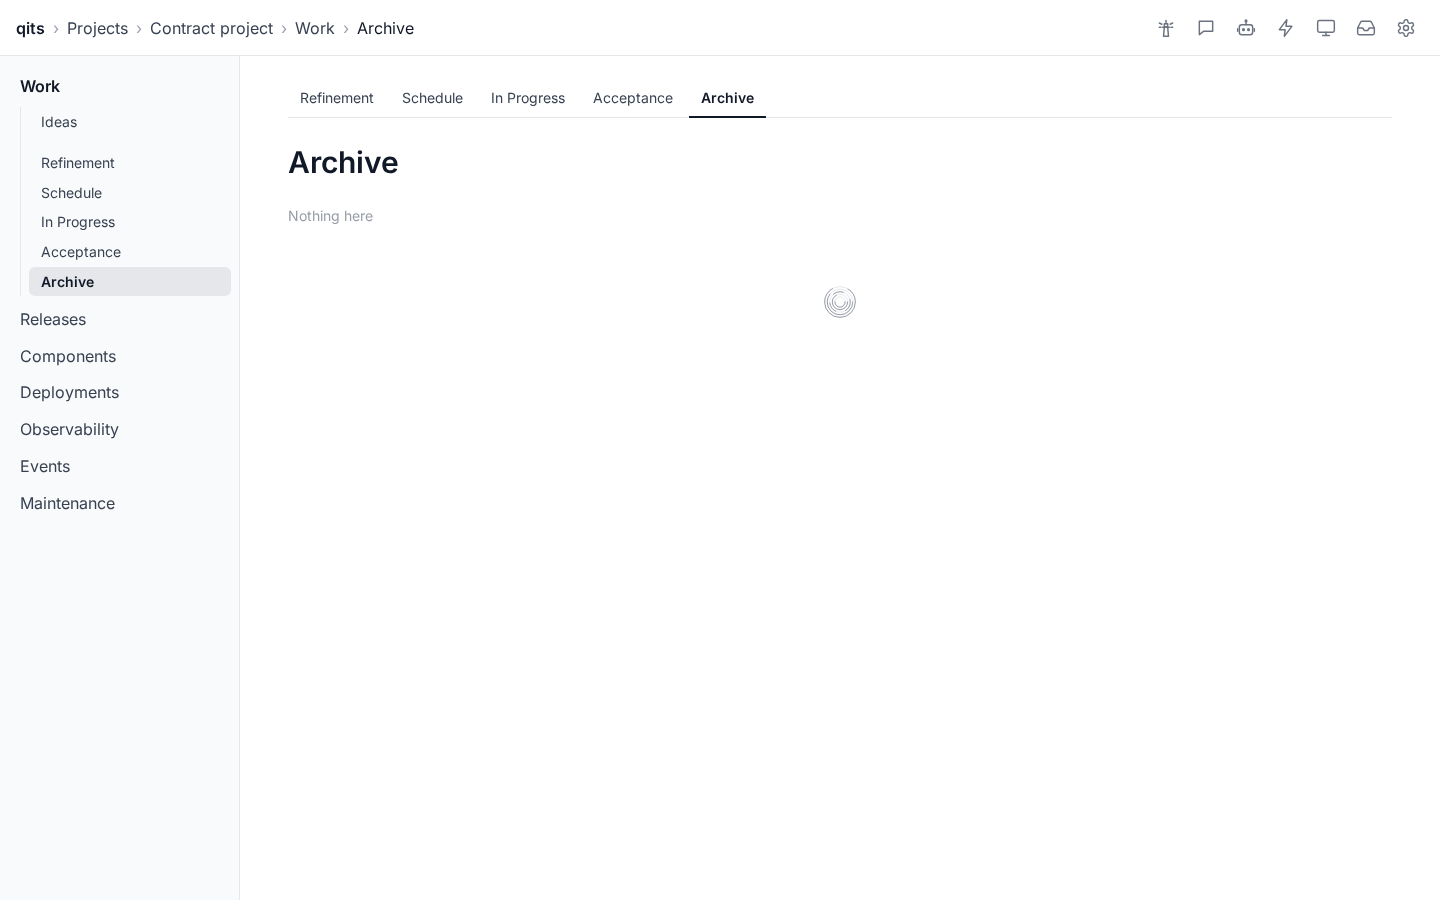 qits › Projects › Contract project › Work › Archive
Work
Ideas
Refinement
Schedule
In Progress
Acceptance
Archive
Releases
Components
Deployments
Observability
Events
Maintenance
Refinement Schedule In Progress Acceptance Archive
Archive
Nothing here